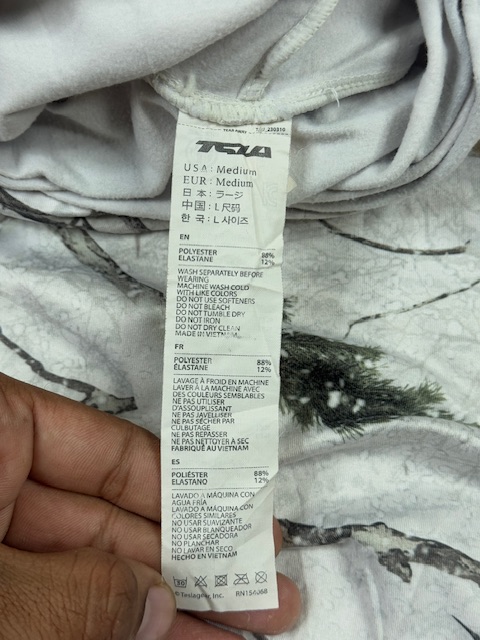 TSLA
USA : Medium
EUR : Medium
日 本 : ラージ
中国 : L 尺码
한 국 : L 사이즈
EN
POLYESTER 88%
ELASTANE 12%
WASH SEPARATELY BEFORE
WEARING
MACHINE WASH COLD
WITH LIKE COLORS
DO NOT USE SOFTENERS
DO NOT BLEACH
DO NOT TUMBLE DRY
DO NOT IRON
DO NOT DRY CLEAN
MADE IN VIETNAM
FR
POLYESTER 88%
ÉLASTANE 12%
LAVAGE À FROID EN MACHINE
LAVER À LA MACHINE AVEC
DES COULEURS SEMBLABLES
NE PAS UTILISER
D'ASSOUPLISSANT
NE PAS JAVELLISER
NE PAS SÉCHER PAR
CULBUTAGE
NE PAS REPASSER
NE PAS NETTOYER À SEC
FABRIQUÉ AU VIETNAM
ES
POLIÉSTER 88%
ELASTANO 12%
LAVADO A MÁQUINA CON
AGUA FRÍA
LAVADO A MÁQUINA CON
COLORES SIMILARES
NO USAR SUAVIZANTE
NO USAR BLANQUEADOR
NO USAR SECADORA
NO PLANCHAR
NO LAVAR EN SECO
HECHO EN VIETNAM
© Teslagear, Inc. RN154068